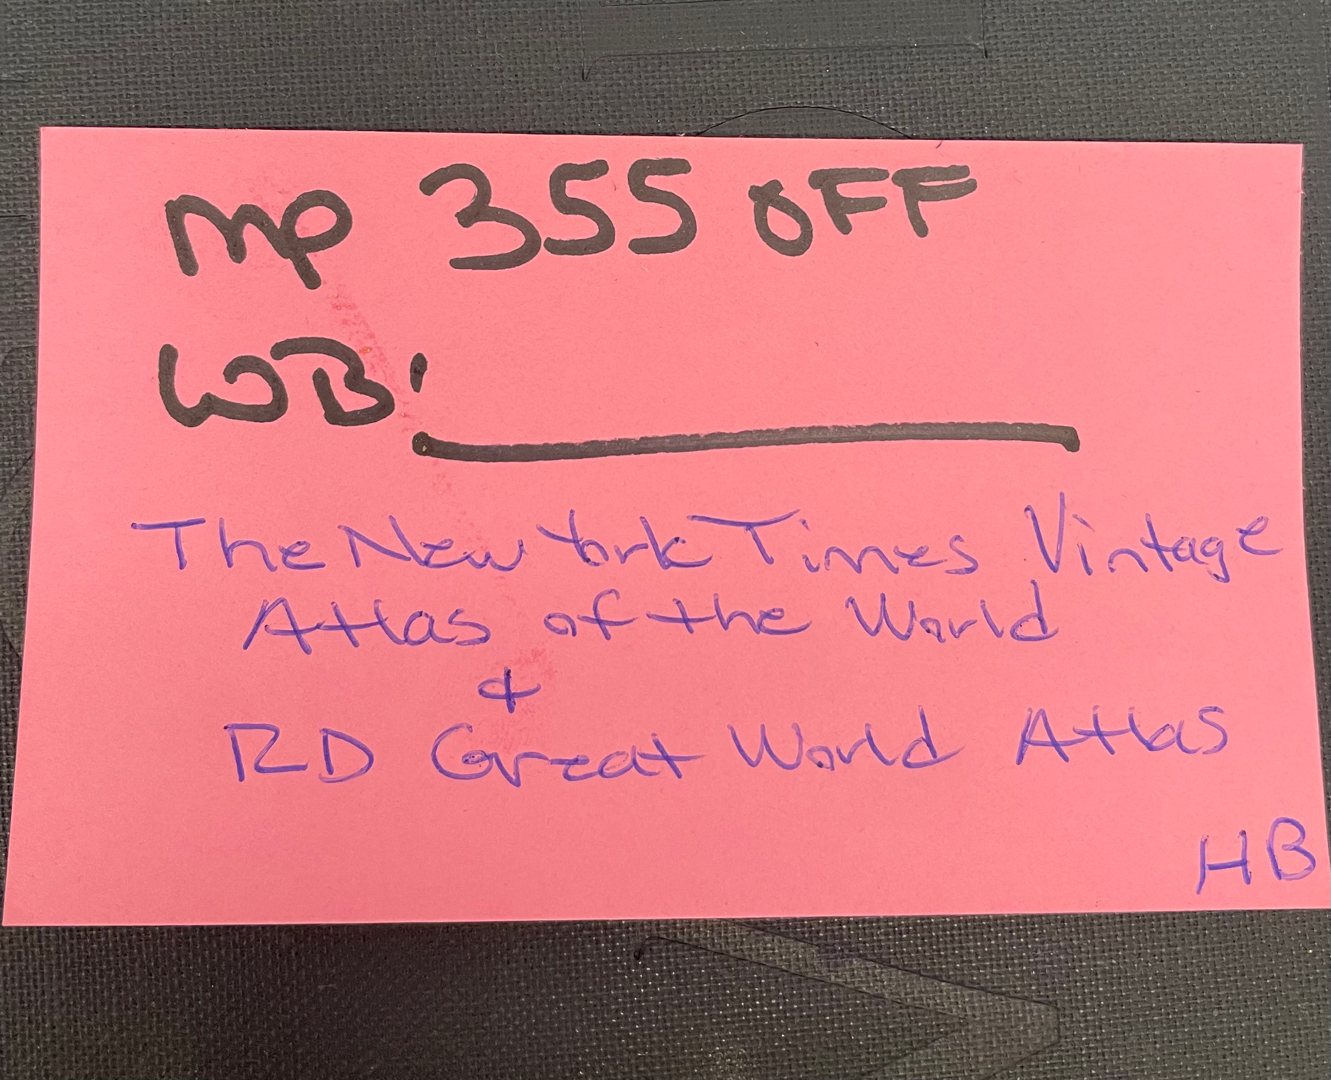 MP 355 OFF
WB:
The New York Times Vintage
Atlas of the World
&
RD Great World Atlas
HB